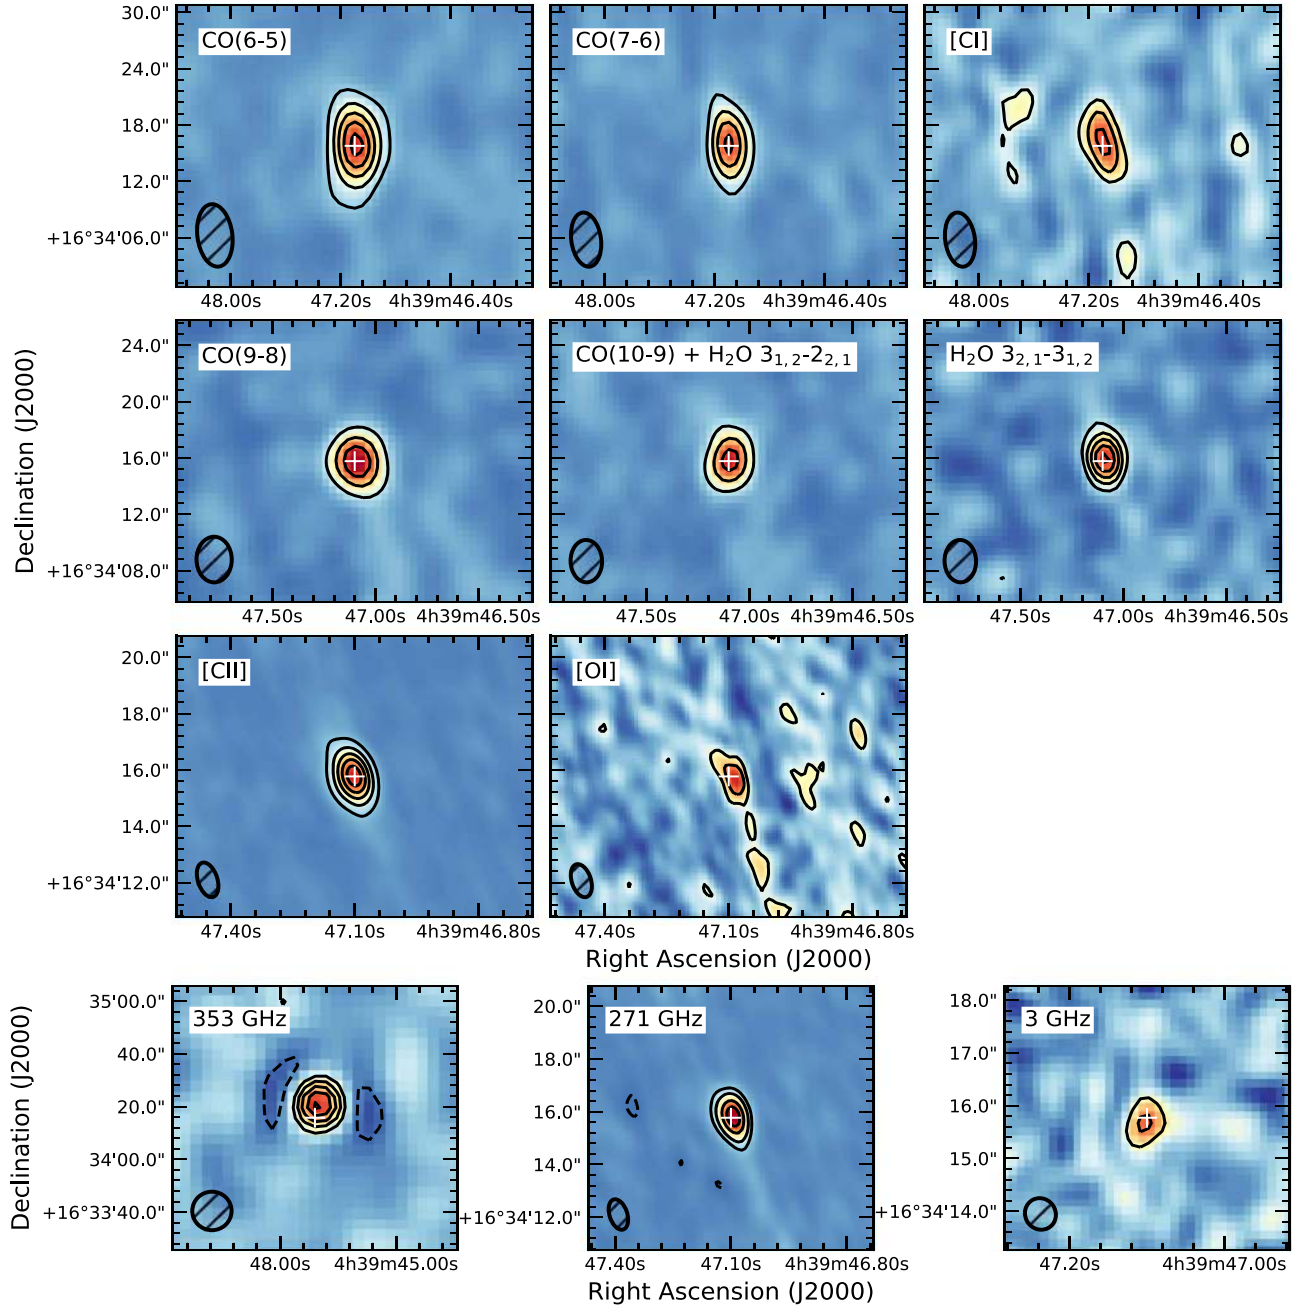 30.0"
CO(6-5)
CO(7-6)
[CI]
24.0"
18.0"
12.0"
+16°34'06.0"
48.00s 47.20s 4h39m46.40s
48.00s 47.20s 4h39m46.40s
48.00s 47.20s 4h39m46.40s
Declination (J2000)
24.0"
CO(9-8)
CO(10-9) + H₂O 3₁,₂-2₂,₁
H₂O 3₂,₁-3₁,₂
20.0"
16.0"
12.0"
+16°34'08.0"
47.50s 47.00s 4h39m46.50s
47.50s 47.00s 4h39m46.50s
47.50s 47.00s 4h39m46.50s
20.0"
[CII]
[OI]
18.0"
16.0"
14.0"
+16°34'12.0"
47.40s 47.10s 4h39m46.80s
47.40s 47.10s 4h39m46.80s
Right Ascension (J2000)
Declination (J2000)
35'00.0"
353 GHz
40.0"
20.0"
34'00.0"
+16°33'40.0"
48.00s 4h39m45.00s
20.0"
271 GHz
18.0"
16.0"
14.0"
+16°34'12.0"
47.40s 47.10s 4h39m46.80s
Right Ascension (J2000)
18.0"
3 GHz
17.0"
16.0"
15.0"
+16°34'14.0"
47.20s 4h39m47.00s